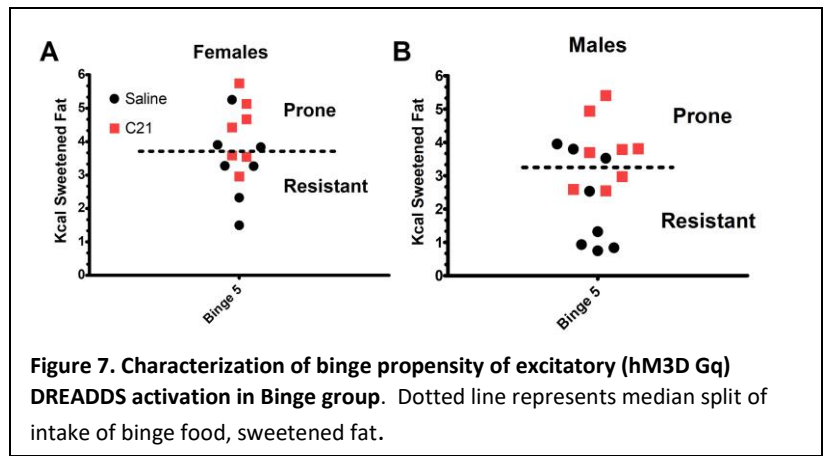 A
Females
Kcal Sweetened Fat
6
5
4
3
2
1
0
Saline
C21
Prone
Resistant
Binge 5
B
Males
Kcal Sweetened Fat
6
5
4
3
2
1
0
Prone
Resistant
Binge 5
Figure 7. Characterization of binge propensity of excitatory (hM3D Gq)
DREADDS activation in Binge group. Dotted line represents median split of
intake of binge food, sweetened fat.